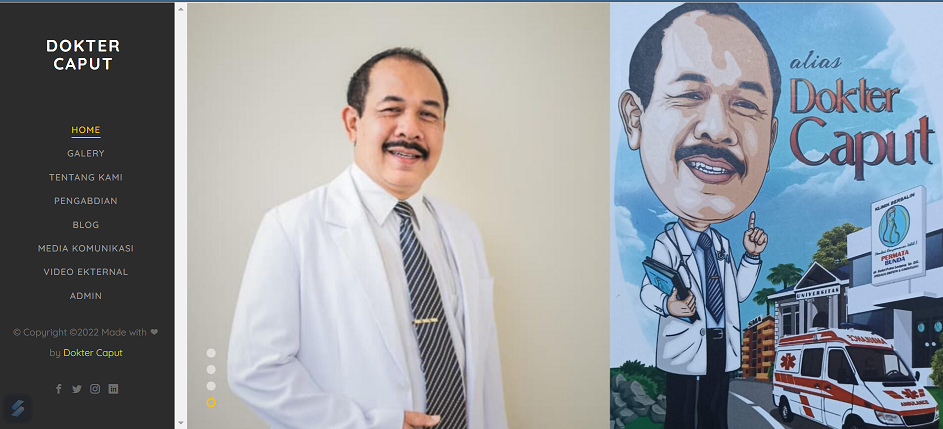 DOKTER
CAPUT
HOME
GALERY
TENTANG KAMI
PENGABDIAN
BLOG
MEDIA KOMUNIKASI
VIDEO EKTERNAL
ADMIN
© Copyright ©2022 Made with ❤
by Dokter Caput
alias
Dokter
Caput
KLINIK BERSALIN
PERMATA
BUNDA
UNIVERSITAS
SMA
AMBULANCE